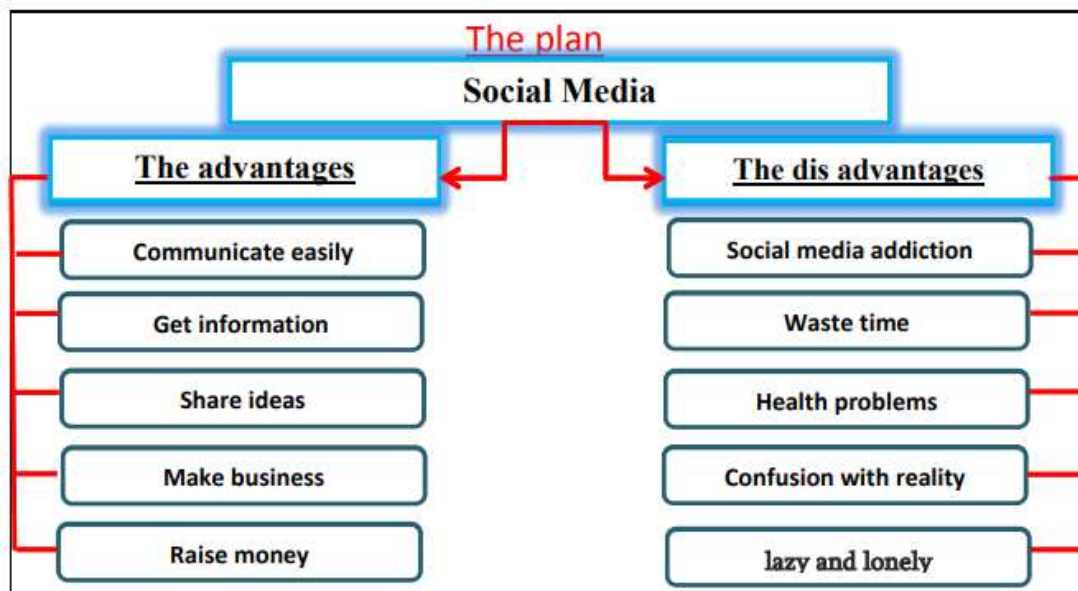 The plan
Social Media
The advantages
Communicate easily
Get information
Share ideas
Make business
Raise money
The dis advantages
Social media addiction
Waste time
Health problems
Confusion with reality
lazy and lonely